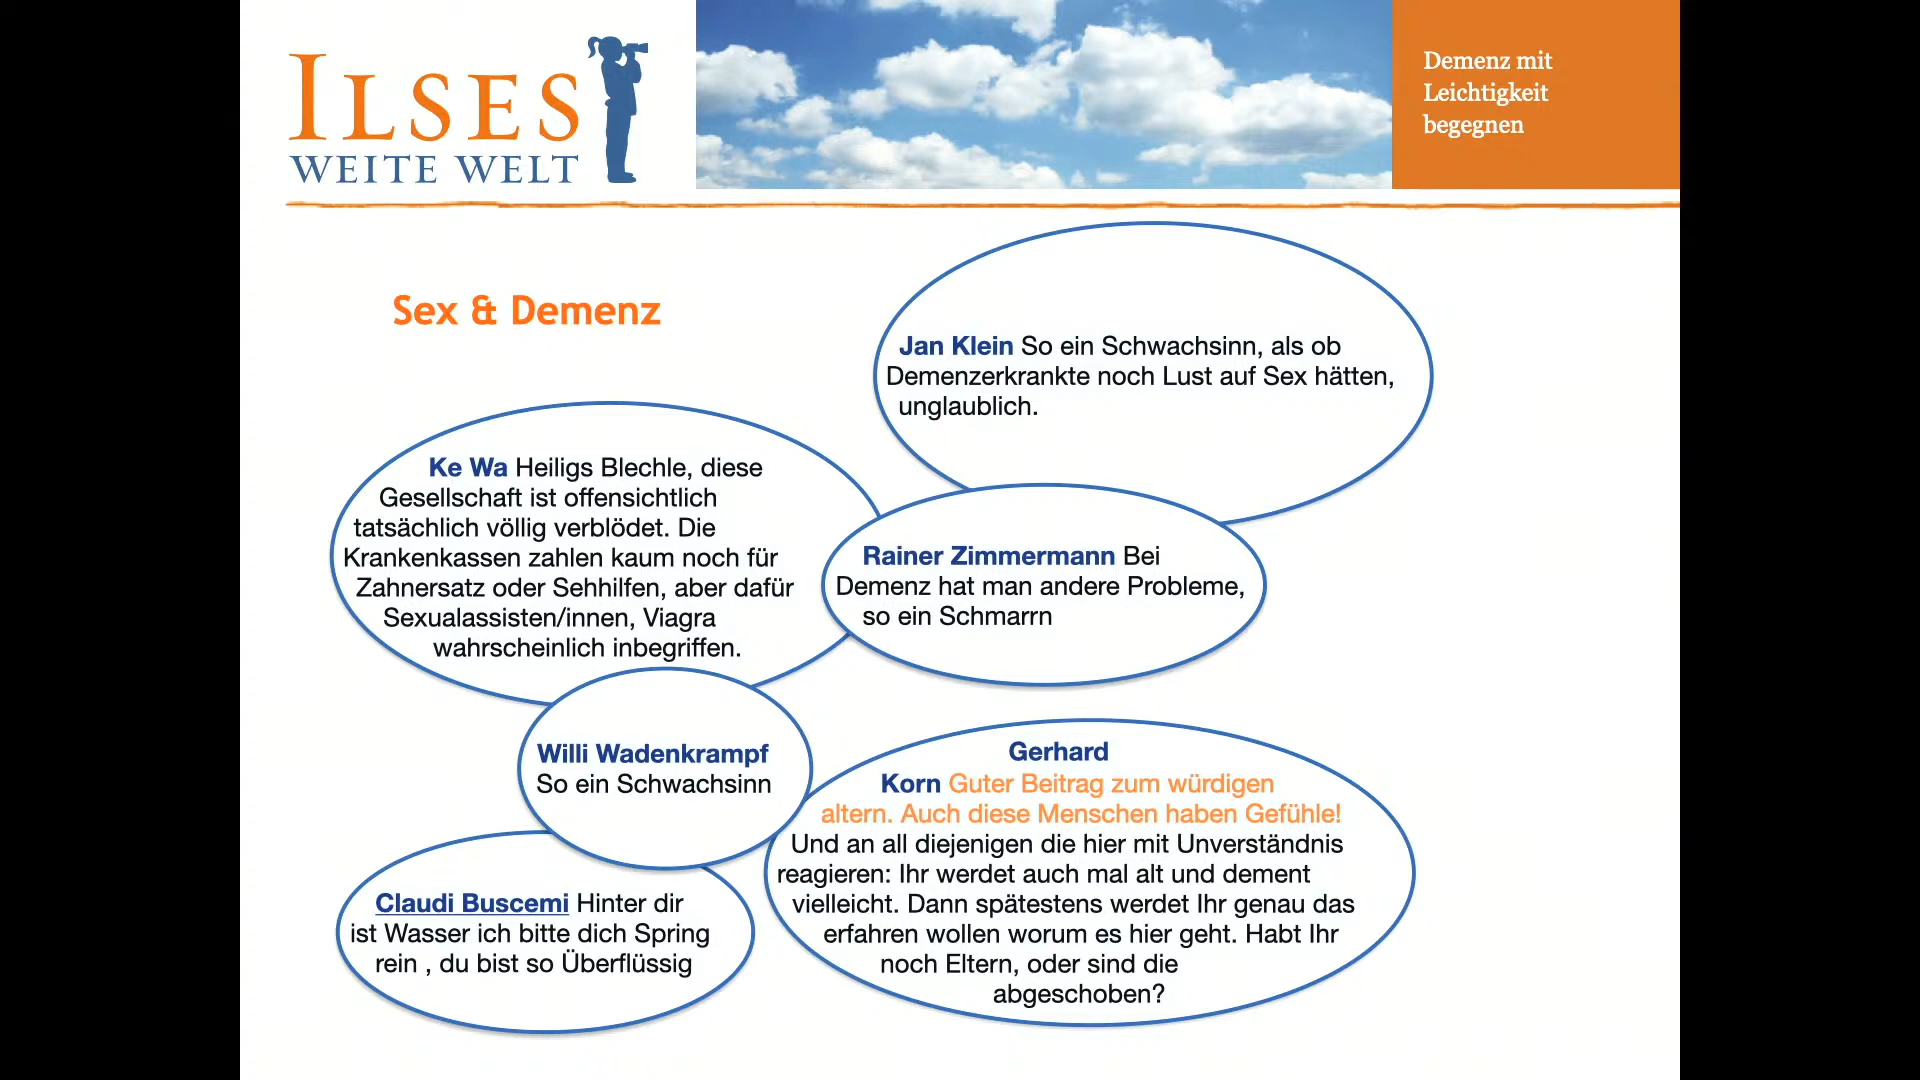 ILSES
WEITE WELT
Demenz mit
Leichtigkeit
begegnen
Sex & Demenz
Jan Klein So ein Schwachsinn, als ob
Demenzerkrankte noch Lust auf Sex hätten,
unglaublich.
Ke Wa Heiligs Blechle, diese
Gesellschaft ist offensichtlich
tatsächlich völlig verblödet. Die
Krankenkassen zahlen kaum noch für
Zahnersatz oder Sehhilfen, aber dafür
Sexualassisten/innen, Viagra
wahrscheinlich inbegriffen.
Rainer Zimmermann Bei
Demenz hat man andere Probleme,
so ein Schmarrn
Willi Wadenkrampf
So ein Schwachsinn
Gerhard
Korn Guter Beitrag zum würdigen
altern. Auch diese Menschen haben Gefühle!
Und an all diejenigen die hier mit Unverständnis
reagieren: Ihr werdet auch mal alt und dement
vielleicht. Dann spätestens werdet Ihr genau das
erfahren wollen worum es hier geht. Habt Ihr
noch Eltern, oder sind die
abgeschoben?
Claudi Buscemi Hinter dir
ist Wasser ich bitte dich Spring
rein , du bist so Überflüssig